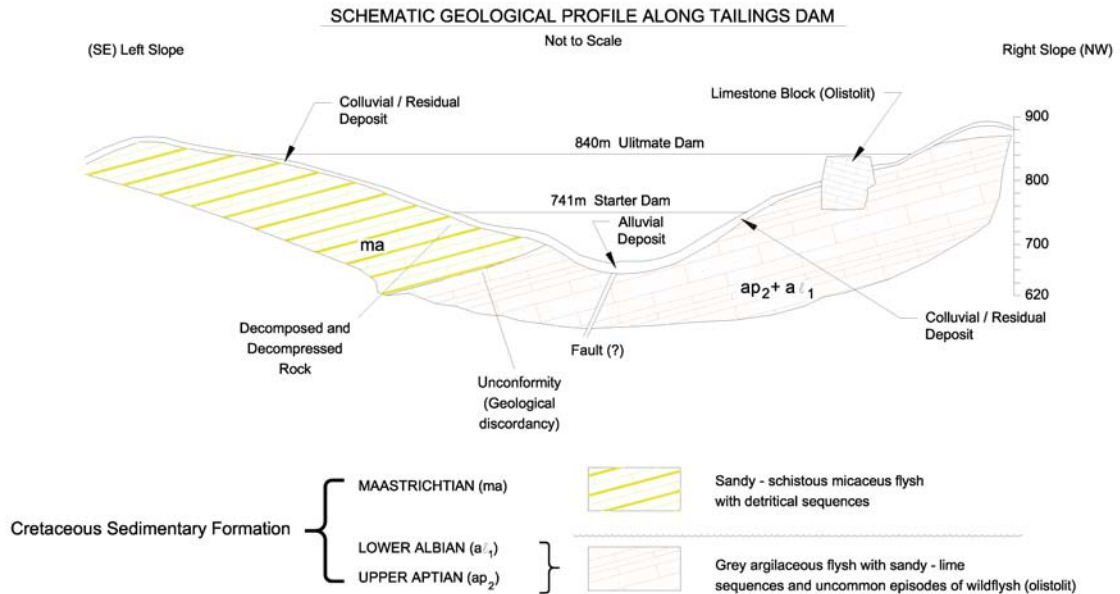 SCHEMATIC GEOLOGICAL PROFILE ALONG TAILINGS DAM
Not to Scale
(SE) Left Slope
Right Slope (NW)
Colluvial / Residual
Deposit
Limestone Block (Olistolit)
900
840m Ulitmate Dam
800
741m Starter Dam
Alluvial
Deposit
ma
700
ap₂+ aℓ₁
620
Colluvial / Residual
Deposit
Decomposed and
Decompressed
Rock
Fault (?)
Unconformity
(Geological
discordancy)
Cretaceous Sedimentary Formation
MAASTRICHTIAN (ma)
Sandy - schistous micaceus flysh
with detritical sequences
LOWER ALBIAN (aℓ₁)
UPPER APTIAN (ap₂)
Grey argilaceous flysh with sandy - lime
sequences and uncommon episodes of wildflysh (olistolit)